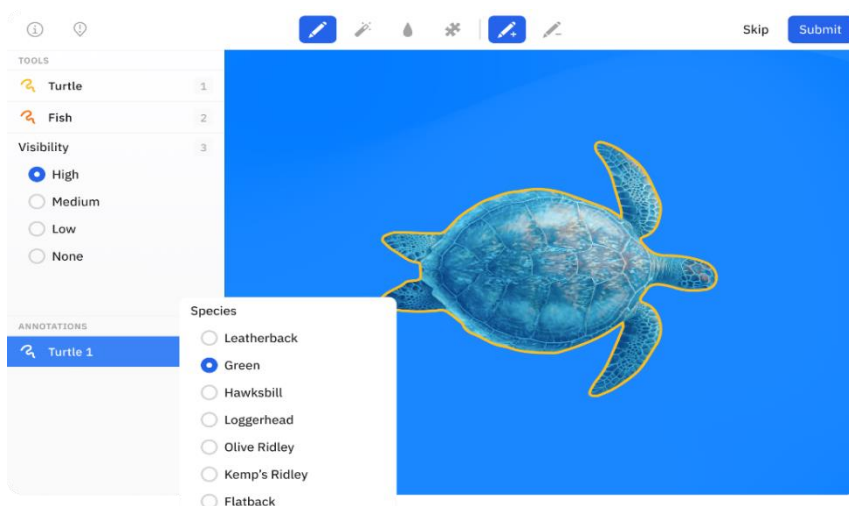 Skip
Submit
TOOLS
Turtle 1
Fish 2
Visibility 3
High
Medium
Low
None
ANNOTATIONS
Turtle 1
Species
Leatherback
Green
Hawksbill
Loggerhead
Olive Ridley
Kemp's Ridley
Flatback